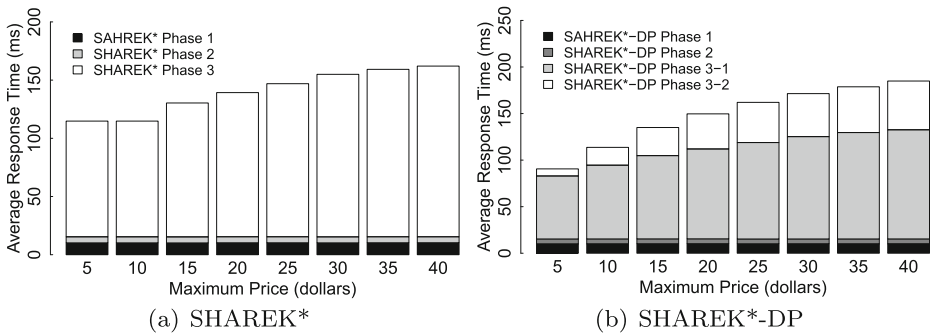 Average Response Time (ms)
0 50 100 150 200
SAHREK* Phase 1
SHAREK* Phase 2
SHAREK* Phase 3
5 10 15 20 25 30 35 40
Maximum Price (dollars)
(a) SHAREK*
Average Response Time (ms)
0 50 100 150 200 250
SAHREK*−DP Phase 1
SHAREK*−DP Phase 2
SHAREK*−DP Phase 3−1
SHAREK*−DP Phase 3−2
5 10 15 20 25 30 35 40
Maximum Price (dollars)
(b) SHAREK*-DP